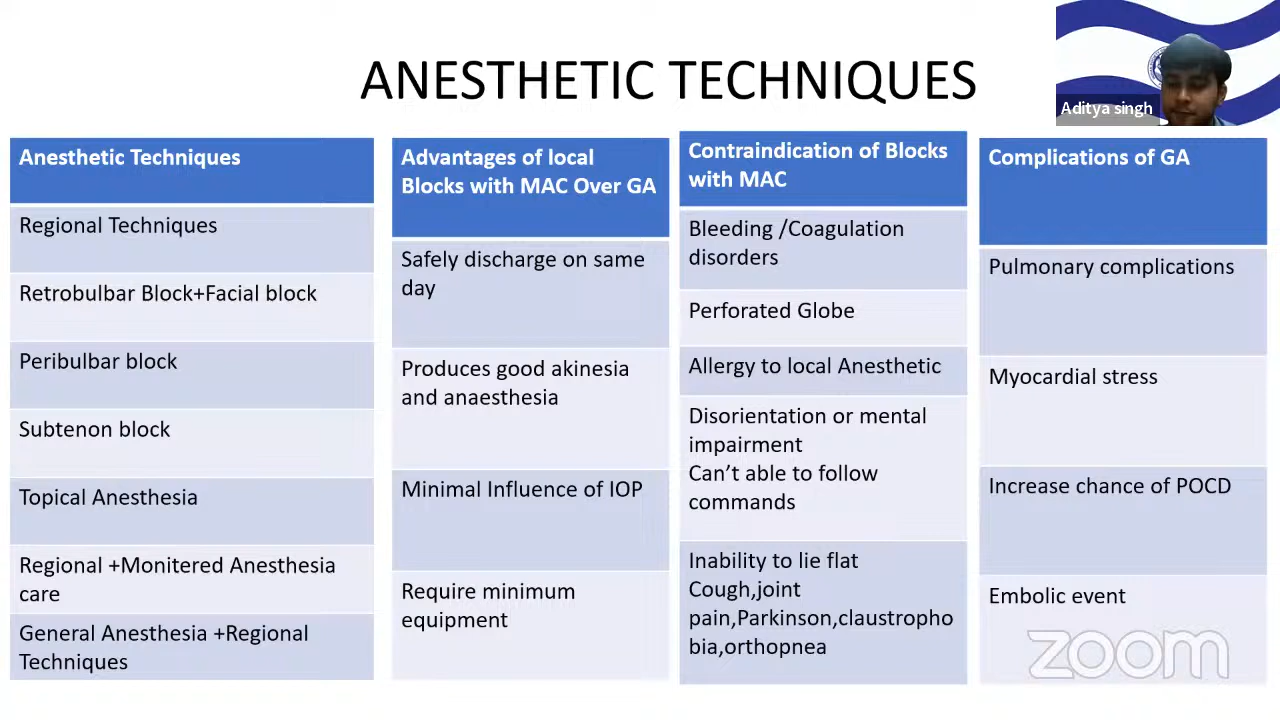 ANESTHETIC TECHNIQUES
Aditya singh
Anesthetic Techniques
Regional Techniques
Retrobulbar Block+Facial block
Peribulbar block
Subtenon block
Topical Anesthesia
Regional +Monitered Anesthesia
care
General Anesthesia +Regional
Techniques
Advantages of local
Blocks with MAC Over GA
Safely discharge on same
day
Produces good akinesia
and anaesthesia
Minimal Influence of IOP
Require minimum
equipment
Contraindication of Blocks
with MAC
Bleeding /Coagulation
disorders
Perforated Globe
Allergy to local Anesthetic
Disorientation or mental
impairment
Can’t able to follow
commands
Inability to lie flat
Cough,joint
pain,Parkinson,claustropho
bia,orthopnea
Complications of GA
Pulmonary complications
Myocardial stress
Increase chance of POCD
Embolic event
zoom